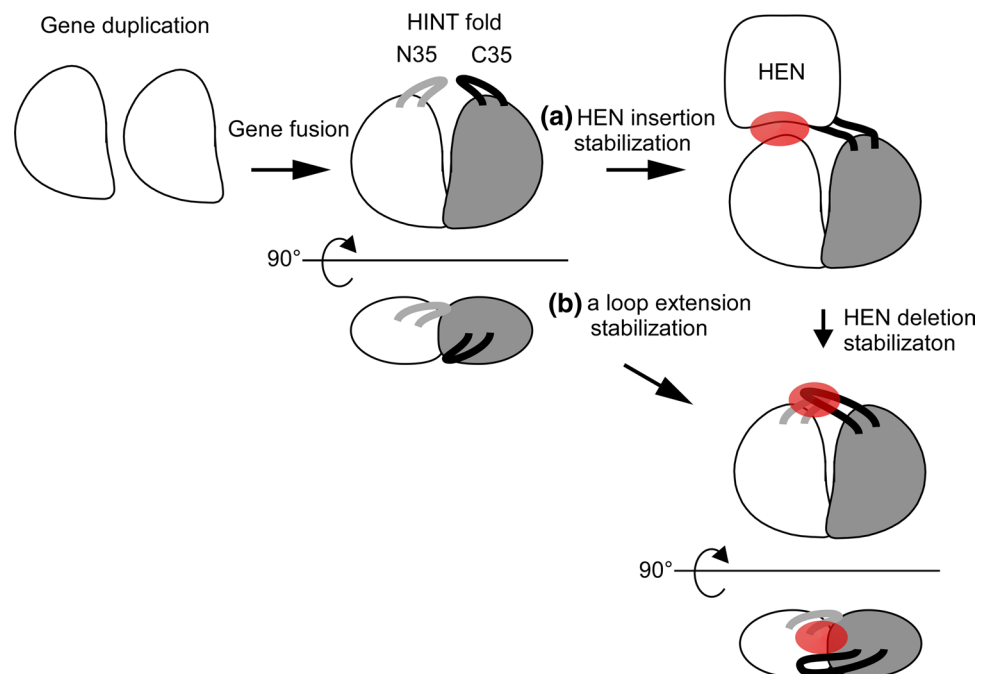 Gene duplication
HINT fold
N35 C35
HEN
Gene fusion
(a) HEN insertion
stabilization
90°
(b) a loop extension
stabilization
HEN deletion
stabilizaton
90°